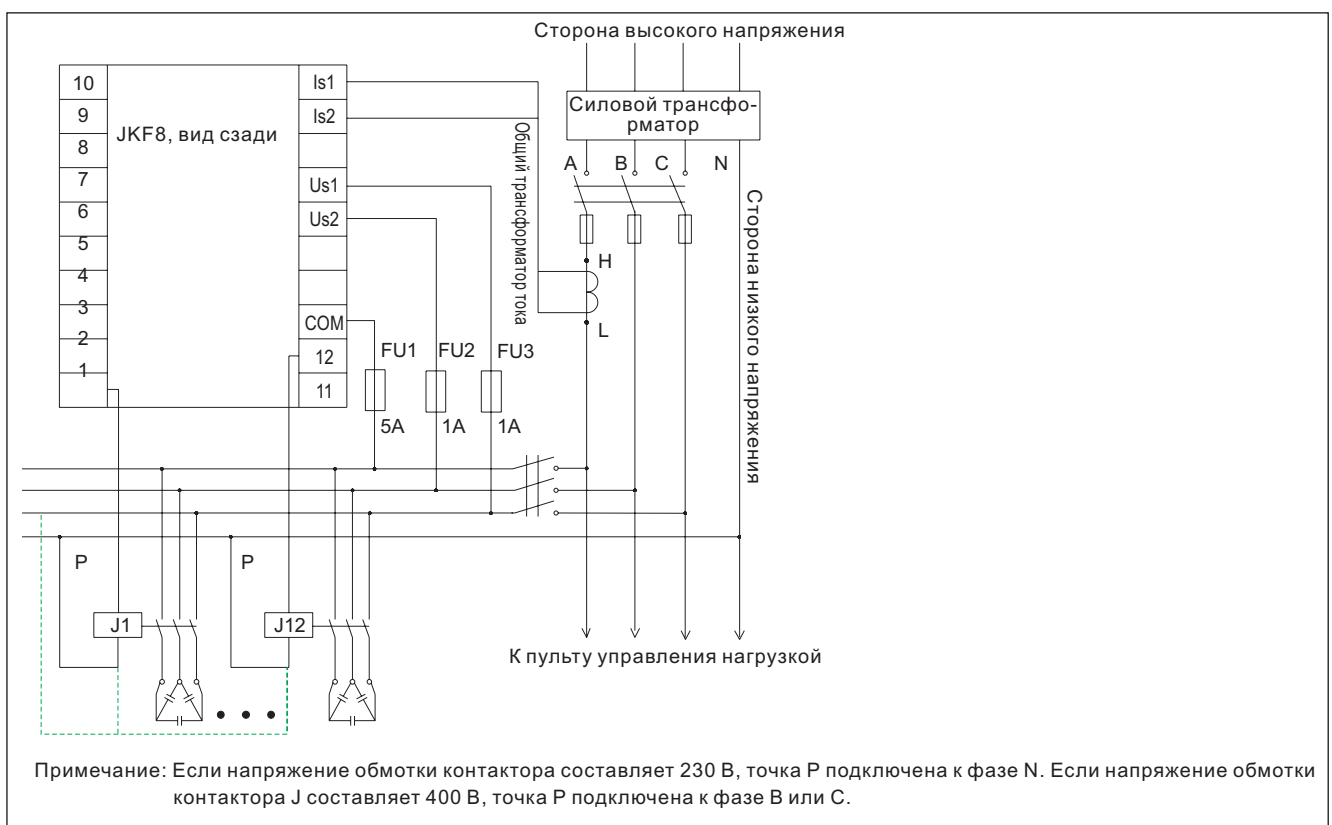 Сторона высокого напряжения
10
9
8
7
6
5
4
3
2
1
JKF8, вид сзади
Is1
Is2
Us1
Us2
COM
12
11
Общий трансформатор тока
Силовой трансфо-
рматор
A B C N
H
L
Сторона низкого напряжения
FU1 FU2 FU3
5A 1A 1A
P P
J1 J12
К пульту управления нагрузкой
Примечание: Если напряжение обмотки контактора составляет 230 В, точка P подключена к фазе N. Если напряжение обмотки
контактора J составляет 400 В, точка P подключена к фазе B или C.